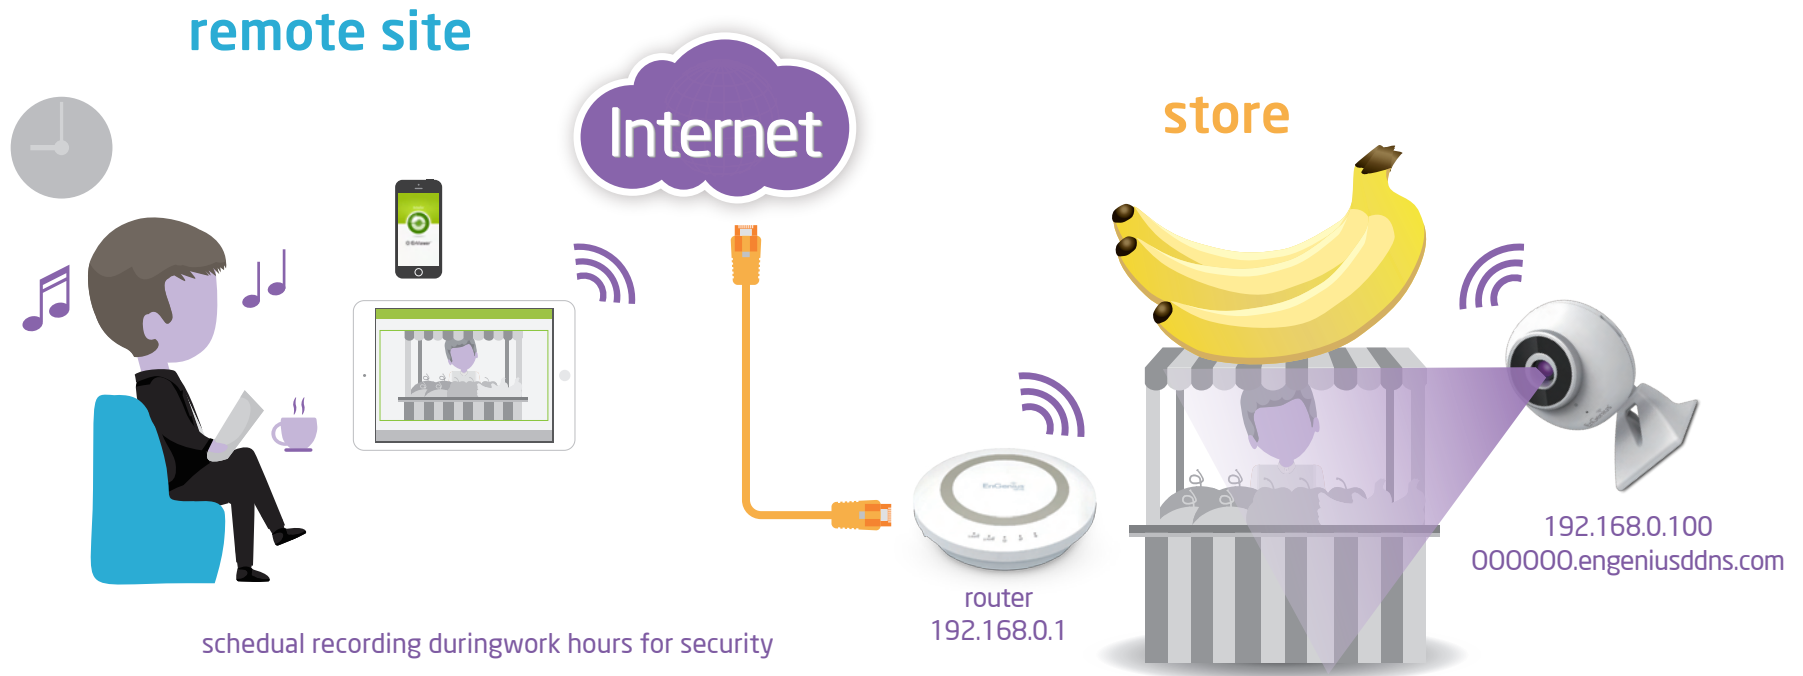 remote site
Internet
store
EnGenius
192.168.0.100
000000.engeniusddns.com
router
192.168.0.1
schedual recording duringwork hours for security